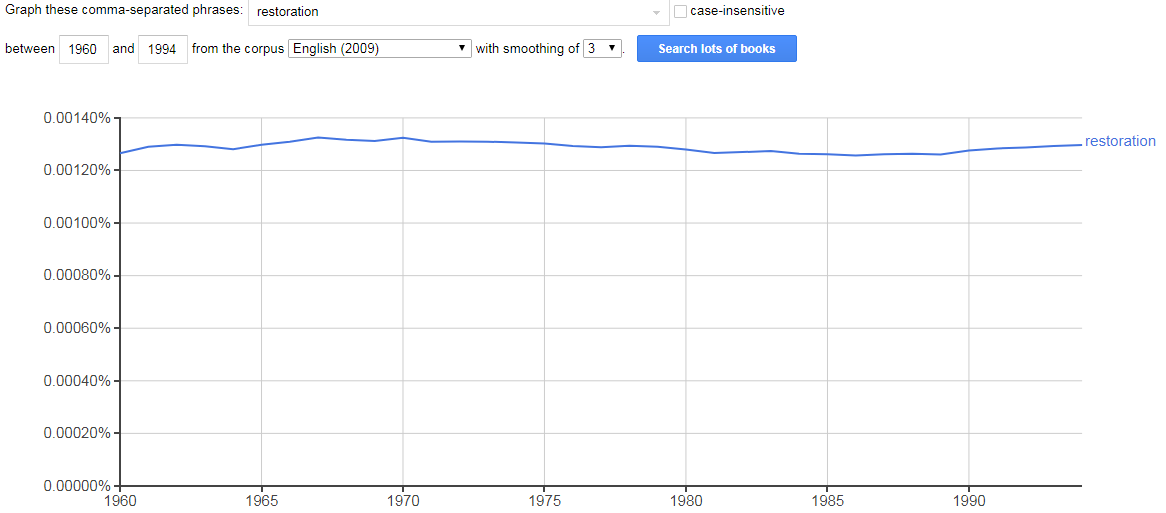 Graph these comma-separated phrases: restoration case-insensitive
between 1960 and 1994 from the corpus English (2009) with smoothing of 3 . Search lots of books
0.00140%
restoration
0.00120%
0.00100%
0.00080%
0.00060%
0.00040%
0.00020%
0.00000%
1960 1965 1970 1975 1980 1985 1990